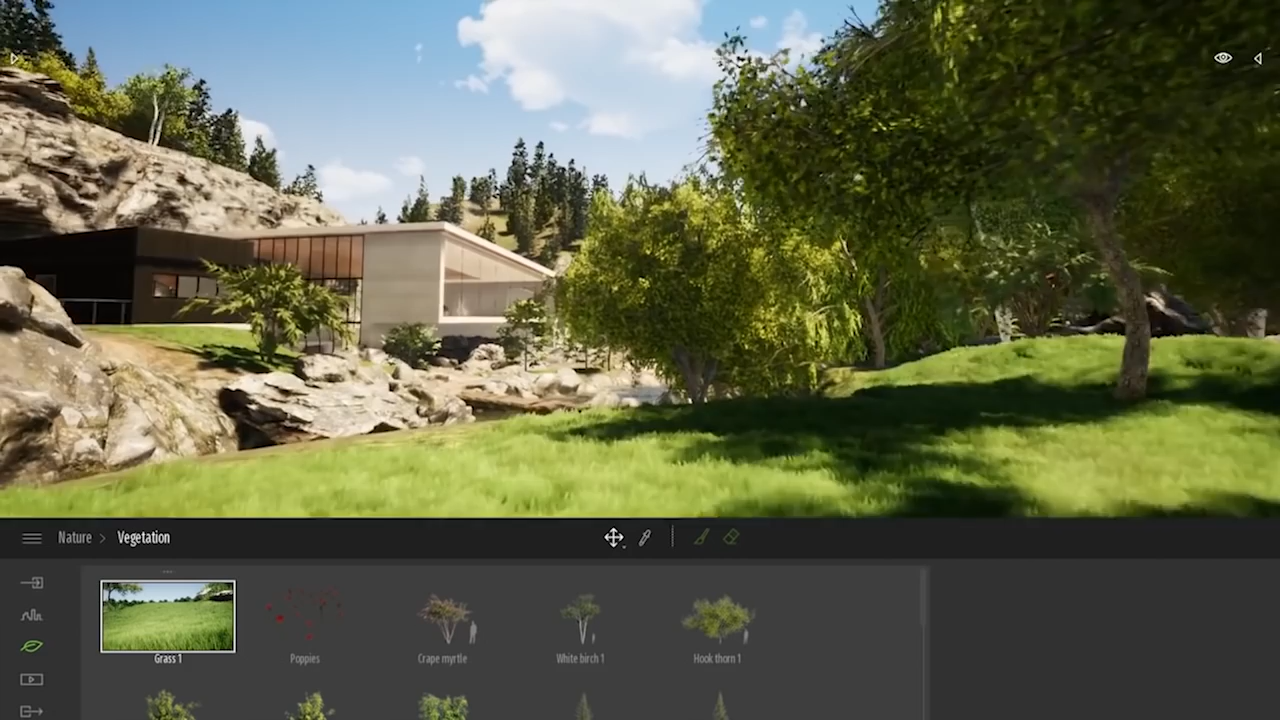 Nature > Vegetation
Grass 1
Poppies
Crape myrtle
White birch 1
Hook thorn 1